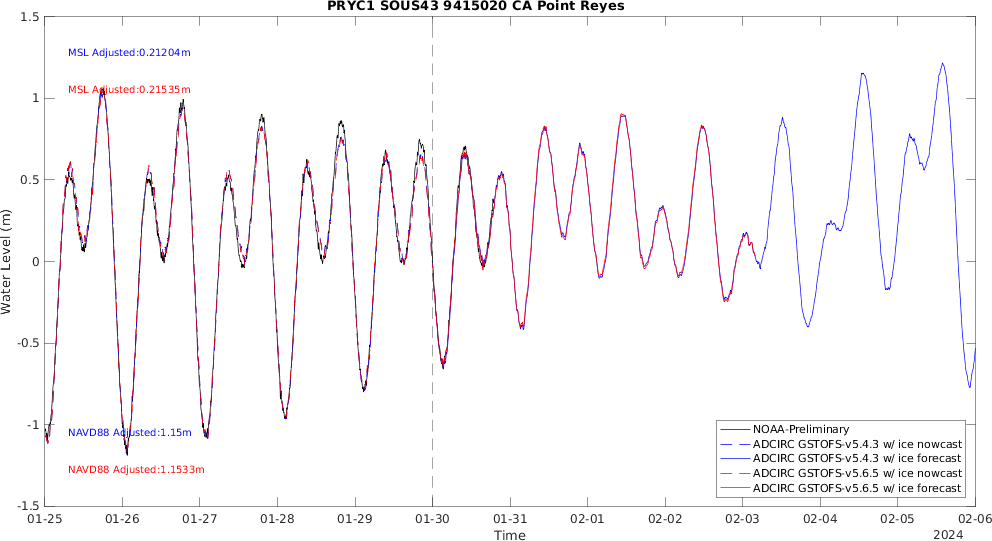 PRYC1 SOUS43 9415020 CA Point Reyes
1.5
1
0.5
0
-0.5
-1
-1.5
Water Level (m)
MSL Adjusted:0.21204m
MSL Adjusted:0.21535m
NAVD88 Adjusted:1.15m
NAVD88 Adjusted:1.1533m
NOAA-Preliminary
ADCIRC GSTOFS-v5.4.3 w/ ice nowcast
ADCIRC GSTOFS-v5.4.3 w/ ice forecast
ADCIRC GSTOFS-v5.6.5 w/ ice nowcast
ADCIRC GSTOFS-v5.6.5 w/ ice forecast
01-25 01-26 01-27 01-28 01-29 01-30 01-31 02-01 02-02 02-03 02-04 02-05 02-06
Time
2024